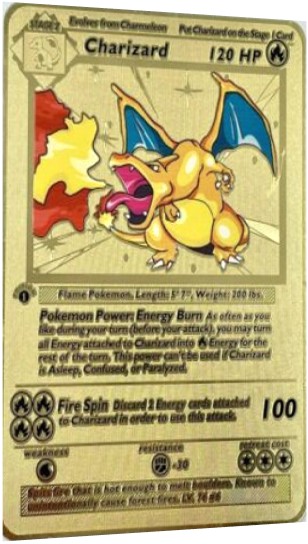 STAGE 2 Evolves from Charmeleon Put Charizard on the Stage 1 Card
Charizard 120 HP
Flame Pokemon. Length: 5' 7", Weight: 200 lbs.
Pokemon Power: Energy Burn As often as you
like during your turn (before your attack), you may turn
all Energy attached to Charizard into Energy for the
rest of the turn. This power can't be used if Charizard
is Asleep, Confused, or Paralyzed.
Fire Spin Discard 2 Energy cards attached
to Charizard in order to use this attack. 100
weakness resistance retreat cost
-30
Spits fire that is hot enough to melt boulders. Known to
unintentionally cause forest fires. LV. 76 #6